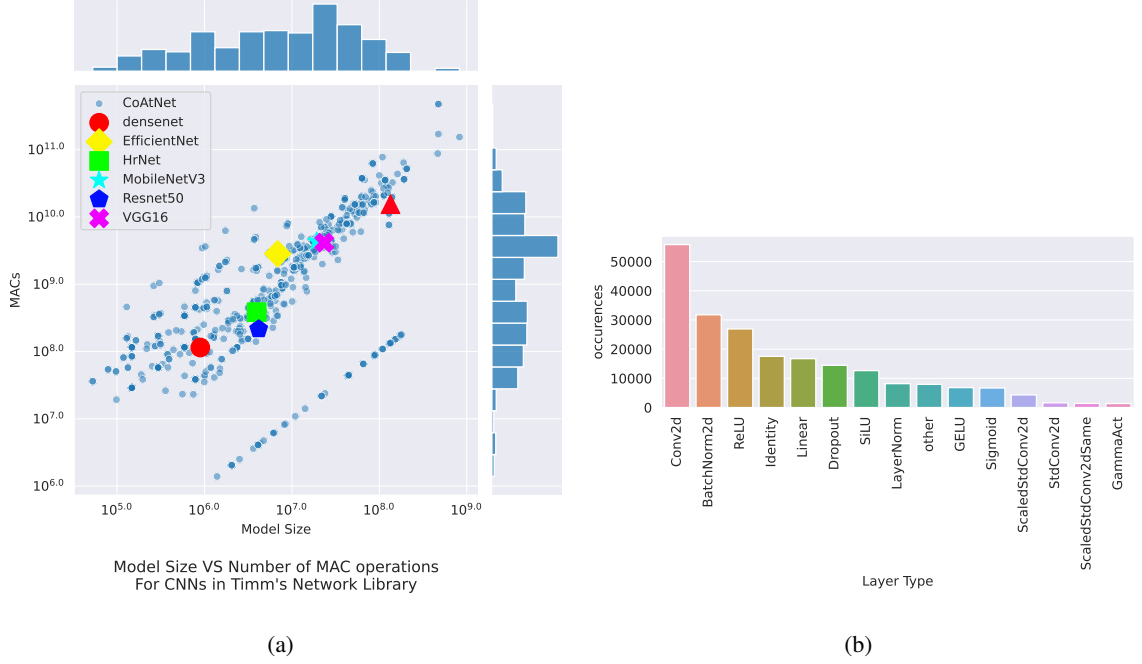 CoAtNet
densenet
EfficientNet
HrNet
MobileNetV3
Resnet50
VGG16
MACs
10^11.0
10^10.0
10^9.0
10^8.0
10^7.0
10^6.0
10^5.0 10^6.0 10^7.0 10^8.0 10^9.0
Model Size
Model Size VS Number of MAC operations
For CNNs in Timm's Network Library
(a)
occurences
50000
40000
30000
20000
10000
0
Conv2d
BatchNorm2d
ReLU
Identity
Linear
Dropout
SiLU
LayerNorm
other
GELU
Sigmoid
ScaledStdConv2d
StdConv2d
ScaledStdConv2dSame
GammaAct
Layer Type
(b)